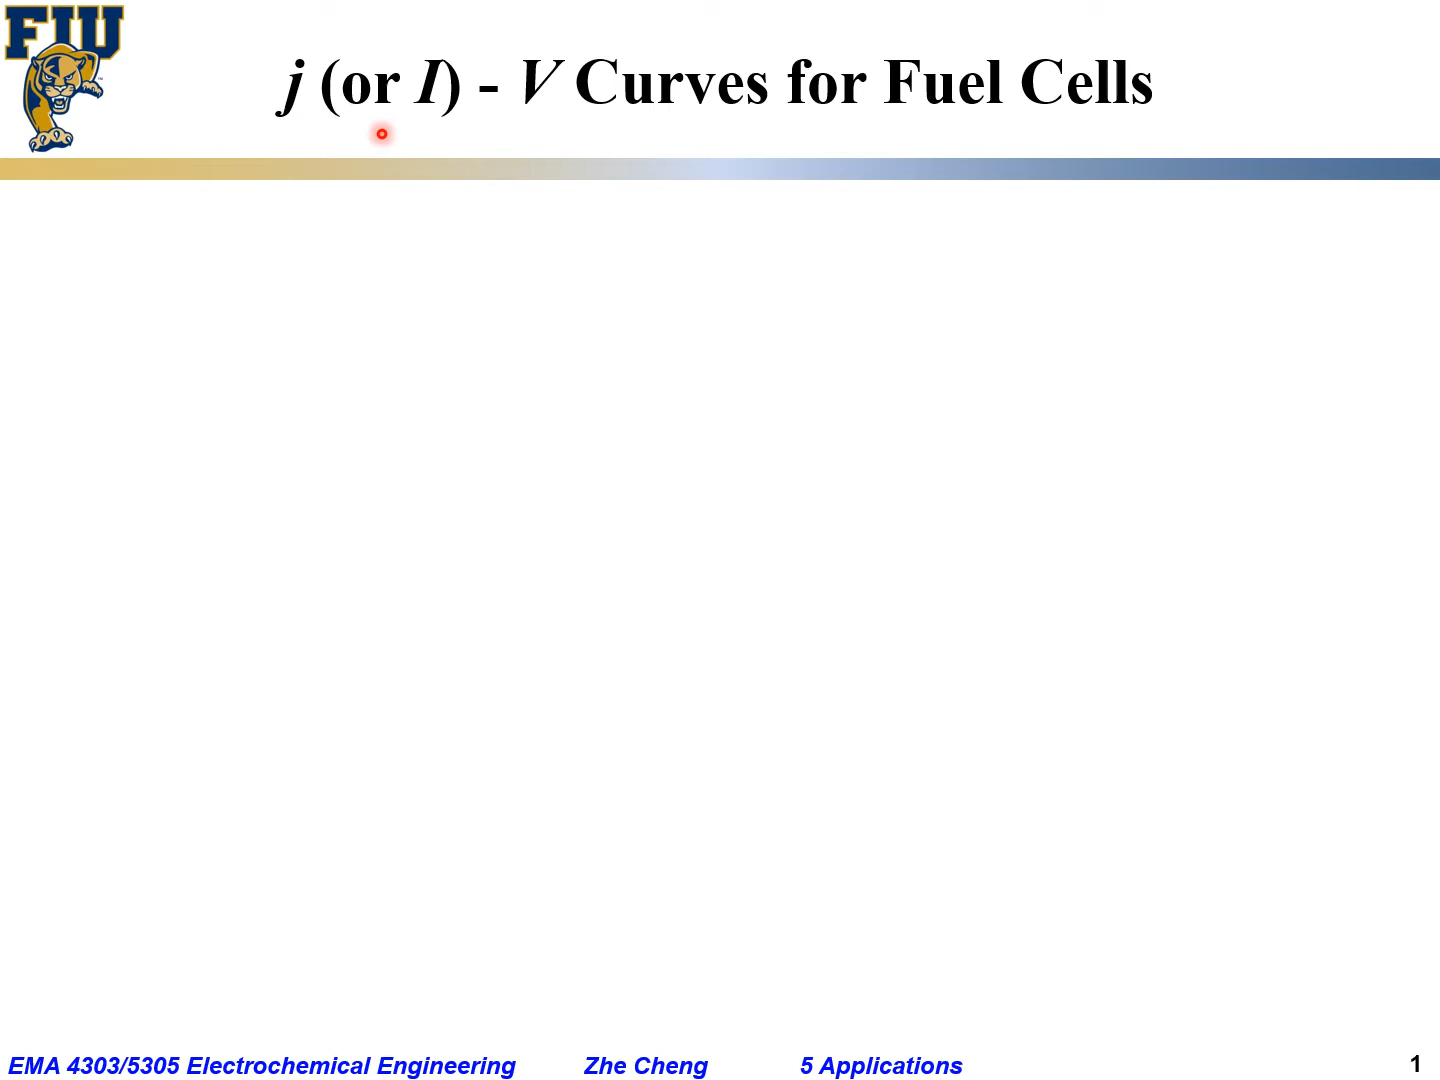 FIU
j (or I) - V Curves for Fuel Cells
EMA 4303/5305 Electrochemical Engineering Zhe Cheng 5 Applications 1